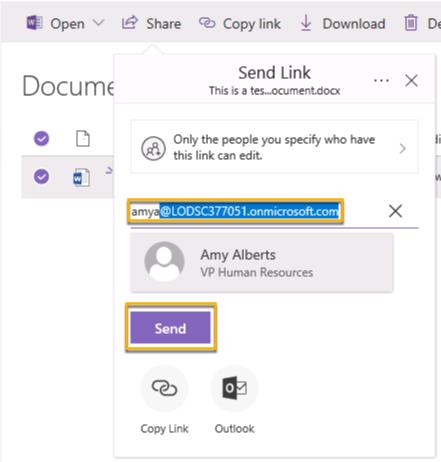 Open Share Copy link Download De
Docume
Send Link
This is a tes...ocument.docx
Only the people you specify who have
this link can edit.
amya@LODSC377051.onmicrosoft.com
Amy Alberts
VP Human Resources
Send
Copy Link Outlook